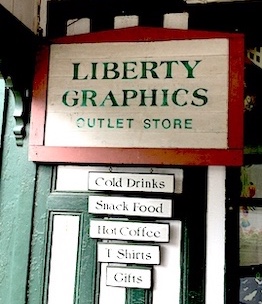 LIBERTY
GRAPHICS
OUTLET STORE
Cold Drinks
Snack Food
Hot Coffee
T Shirts
Gifts